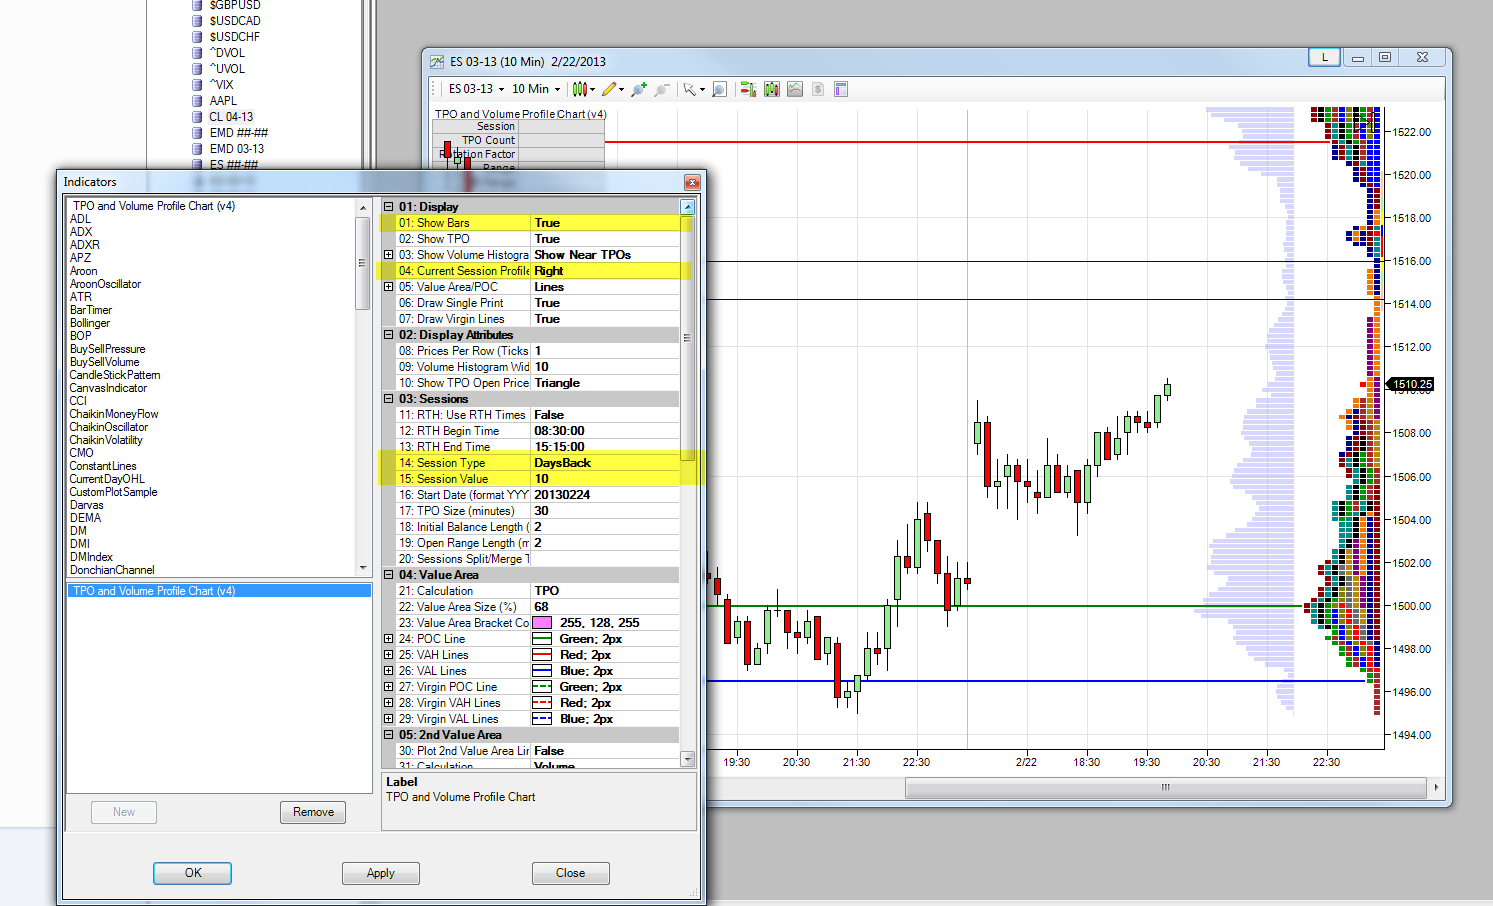 $GBPUSD
$USDCAD
$USDCHF
^DVOL
^UVOL
^VIX
AAPL
CL 04-13
EMD ##-##
EMD 03-13
ES ##-##
ES 03-13 (10 Min)  2/22/2013
L
ES 03-13
10 Min
TPO and Volume Profile Chart (v4)
Session
TPO Count
Rotation Factor
Range
1522.00
1520.00
1518.00
1516.00
1514.00
1512.00
1510.25
1508.00
1506.00
1504.00
1502.00
1500.00
1498.00
1496.00
1494.00
19:30
20:30
21:30
22:30
2/22
18:30
19:30
20:30
21:30
22:30
Indicators
TPO and Volume Profile Chart (v4)
ADL
ADX
ADXR
APZ
Aroon
AroonOscillator
ATR
BarTimer
Bollinger
BOP
BuySellPressure
BuySellVolume
CandleStickPattern
CanvasIndicator
CCI
ChaikinMoneyFlow
ChaikinOscillator
ChaikinVolatility
CMO
ConstantLines
CurrentDayOHL
CustomPlotSample
Darvas
DEMA
DM
DMI
DMIndex
DonchianChannel
TPO and Volume Profile Chart (v4)
New
Remove
01: Display
01: Show Bars True
02: Show TPO True
03: Show Volume Histogra Show Near TPOs
04: Current Session Profile Right
05: Value Area/POC Lines
06: Draw Single Print True
07: Draw Virgin Lines True
02: Display Attributes
08: Prices Per Row (Ticks 1
09: Volume Histogram Wid 10
10: Show TPO Open Price Triangle
03: Sessions
11: RTH: Use RTH Times False
12: RTH Begin Time 08:30:00
13: RTH End Time 15:15:00
14: Session Type DaysBack
15: Session Value 10
16: Start Date (format YYY 20130224
17: TPO Size (minutes) 30
18: Initial Balance Length ( 2
19: Open Range Length (m 2
20: Sessions Split/Merge T
04: Value Area
21: Calculation TPO
22: Value Area Size (%) 68
23: Value Area Bracket Co 255, 128, 255
24: POC Line Green; 2px
25: VAH Lines Red; 2px
26: VAL Lines Blue; 2px
27: Virgin POC Line Green; 2px
28: Virgin VAH Lines Red; 2px
29: Virgin VAL Lines Blue; 2px
05: 2nd Value Area
30: Plot 2nd Value Area Lir False
31: Calculation Volume
Label
TPO and Volume Profile Chart
OK
Apply
Close